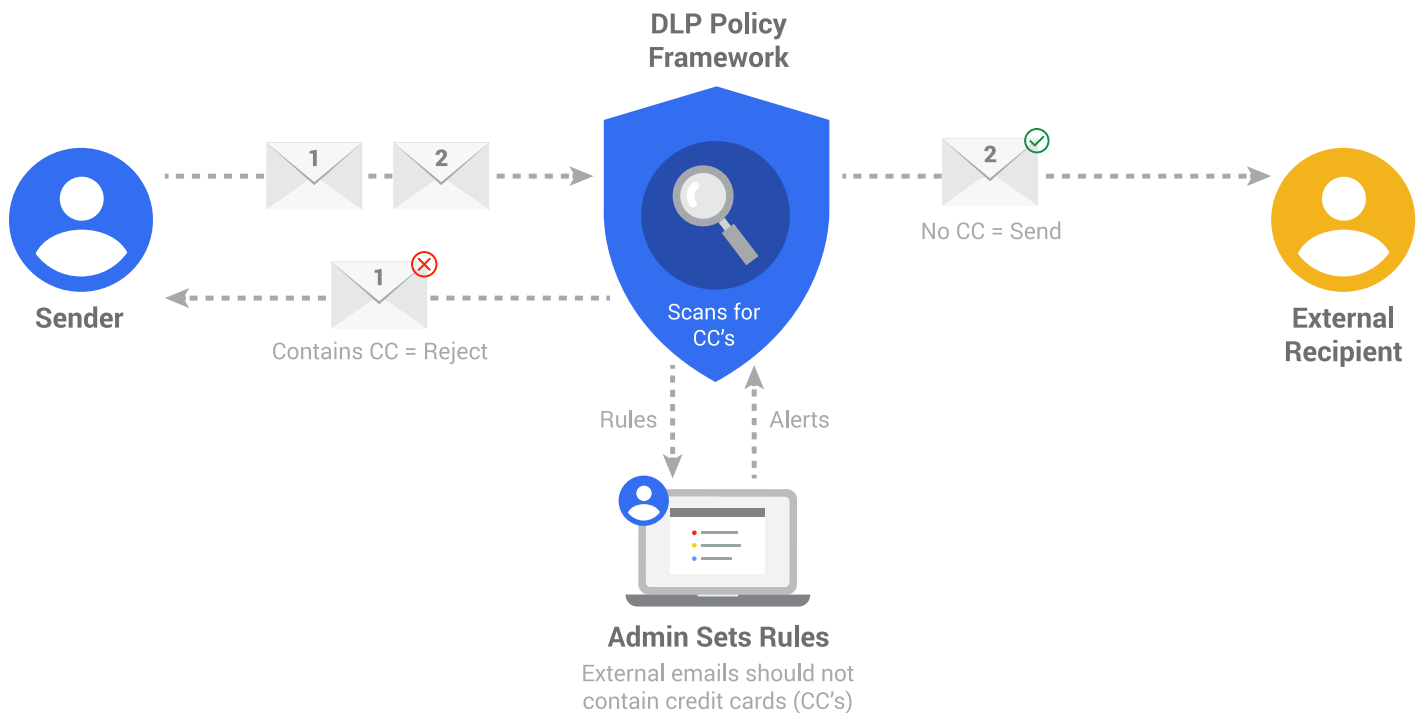 DLP Policy
Framework
1
2
2
No CC = Send
Sender
1
Contains CC = Reject
Scans for
CC's
External
Recipient
Rules
Alerts
Admin Sets Rules
External emails should not
contain credit cards (CC's)